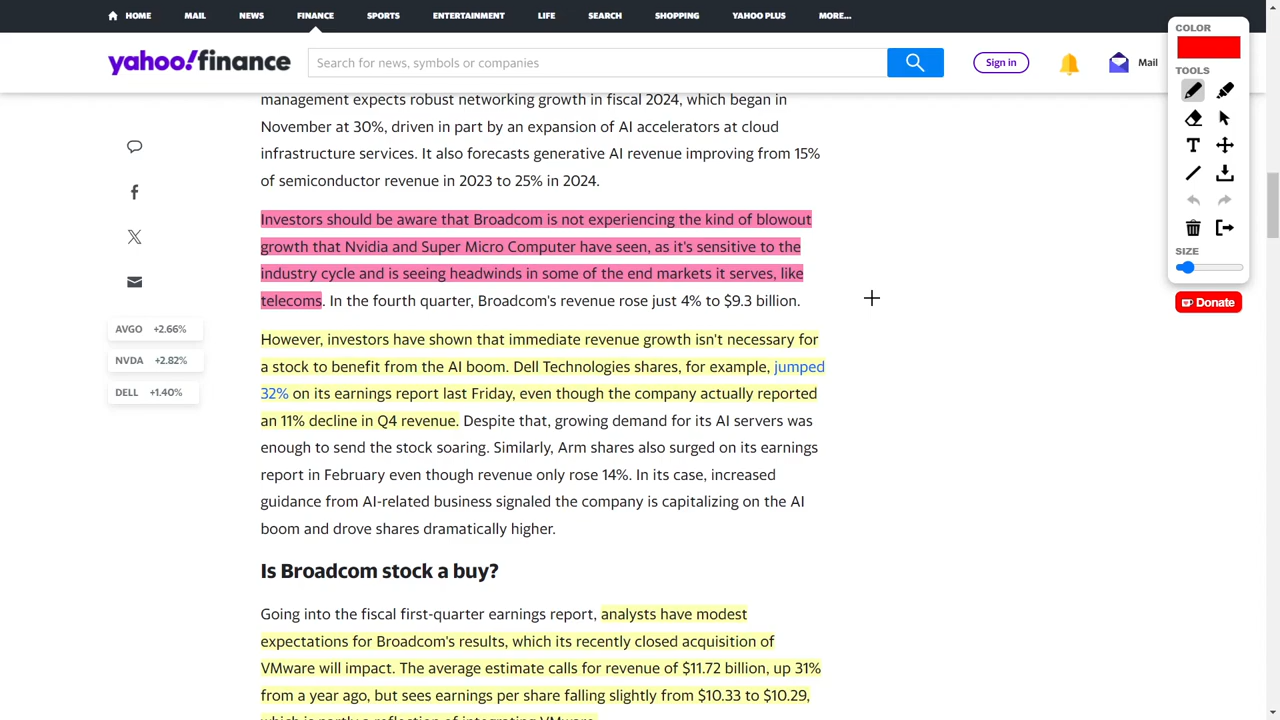 HOME MAIL NEWS FINANCE SPORTS ENTERTAINMENT LIFE SEARCH SHOPPING YAHOO PLUS MORE...
yahoo!finance
Search for news, symbols or companies
Sign in
Mail
COLOR
TOOLS
SIZE
Donate
management expects robust networking growth in fiscal 2024, which began in
November at 30%, driven in part by an expansion of AI accelerators at cloud
infrastructure services. It also forecasts generative AI revenue improving from 15%
of semiconductor revenue in 2023 to 25% in 2024.
Investors should be aware that Broadcom is not experiencing the kind of blowout
growth that Nvidia and Super Micro Computer have seen, as it's sensitive to the
industry cycle and is seeing headwinds in some of the end markets it serves, like
telecoms. In the fourth quarter, Broadcom's revenue rose just 4% to $9.3 billion.
AVGO +2.66%
NVDA +2.82%
DELL +1.40%
However, investors have shown that immediate revenue growth isn't necessary for
a stock to benefit from the AI boom. Dell Technologies shares, for example, jumped
32% on its earnings report last Friday, even though the company actually reported
an 11% decline in Q4 revenue. Despite that, growing demand for its AI servers was
enough to send the stock soaring. Similarly, Arm shares also surged on its earnings
report in February even though revenue only rose 14%. In its case, increased
guidance from AI-related business signaled the company is capitalizing on the AI
boom and drove shares dramatically higher.
Is Broadcom stock a buy?
Going into the fiscal first-quarter earnings report, analysts have modest
expectations for Broadcom's results, which its recently closed acquisition of
VMware will impact. The average estimate calls for revenue of $11.72 billion, up 31%
from a year ago, but sees earnings per share falling slightly from $10.33 to $10.29,
which is partly a reflection of integrating VMware.